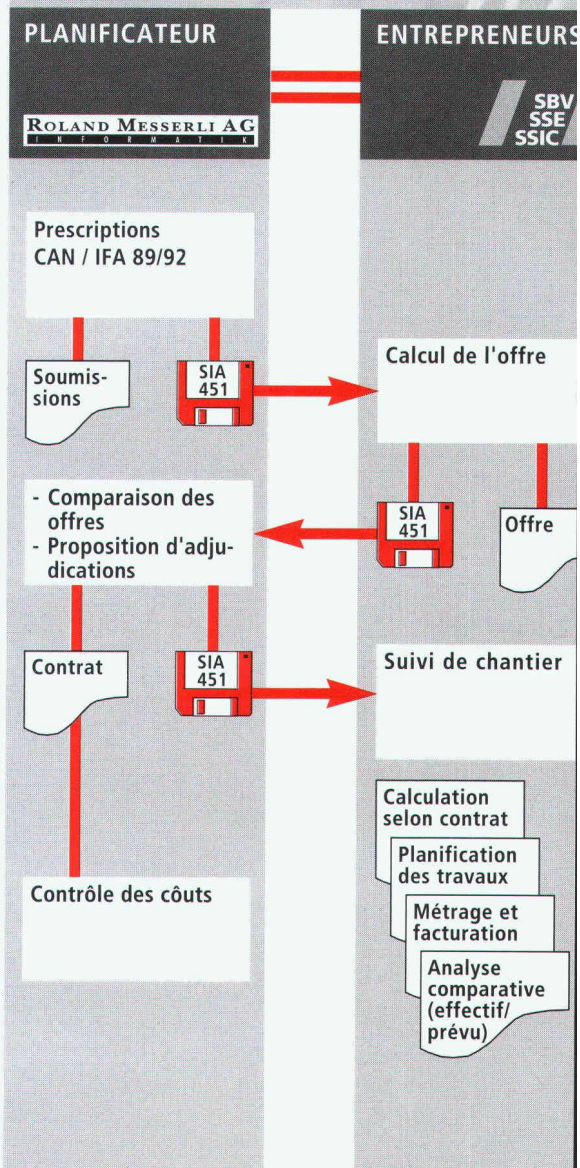 PLANIFICATEUR
ROLAND MESSERLI AG
INFORMATIK
Prescriptions
CAN / IFA 89/92
Soumis-
sions
SIA
451
- Comparaison des
offres
- Proposition d'adju-
dications
Contrat
SIA
451
Contrôle des côuts
ENTREPRENEURS
SBV
SSE
SSIC
Calcul de l'offre
SIA
451
Offre
Suivi de chantier
Calculation
selon contrat
Planification
des travaux
Métrage et
facturation
Analyse
comparative
(effectif/
prévu)